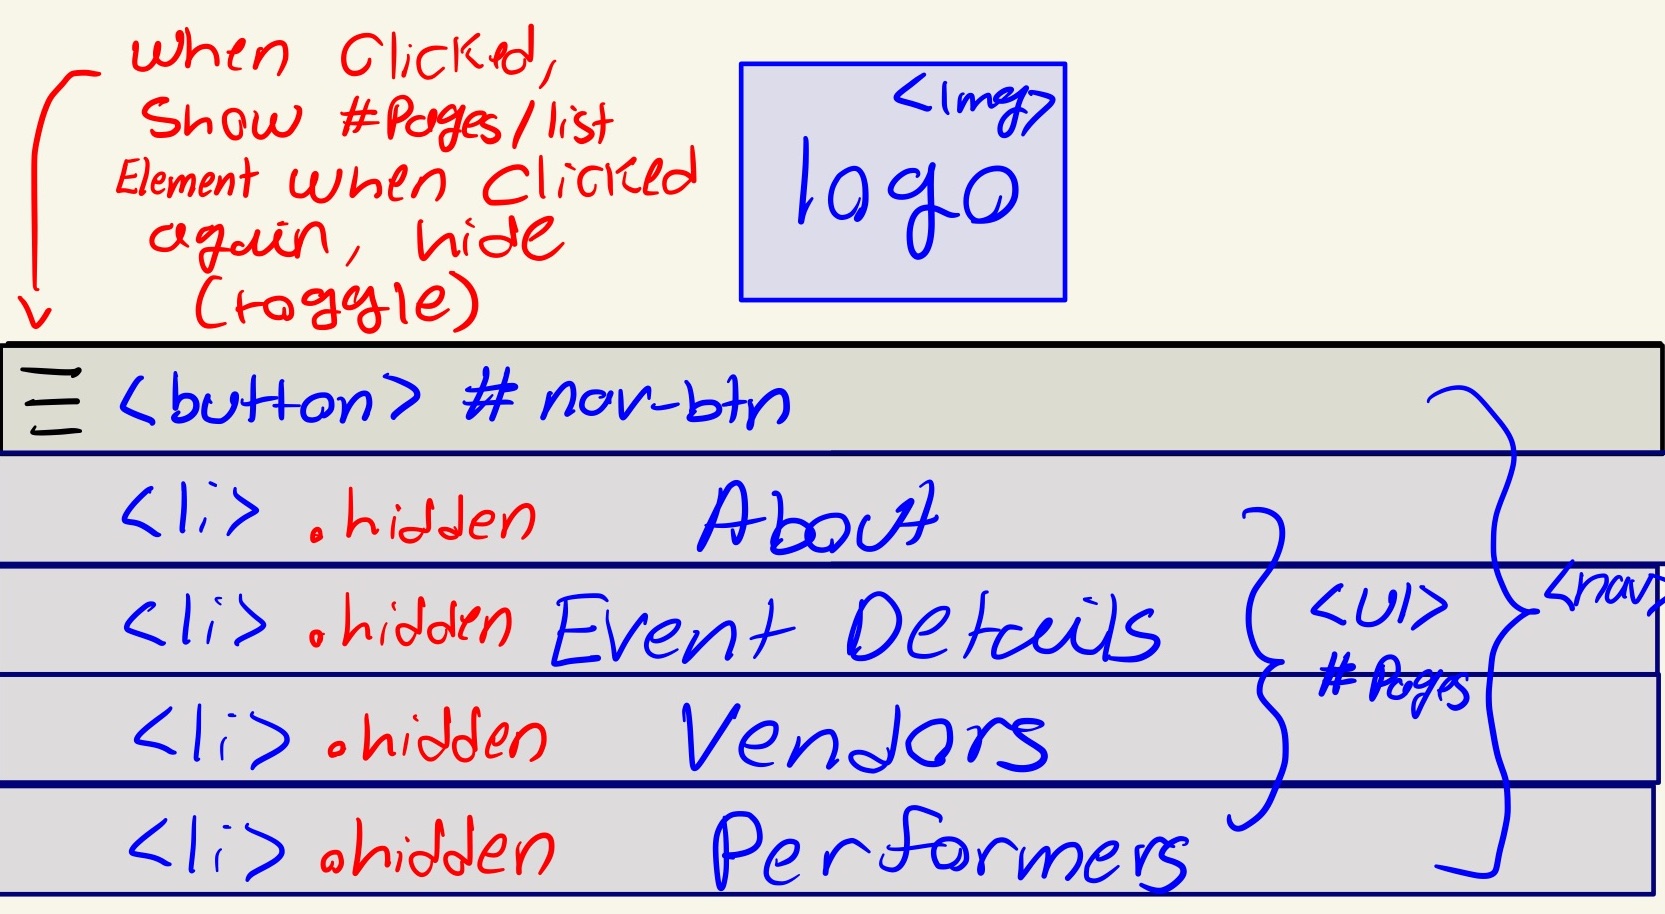 when Clicked,
Show #Pages/list
Element when Clicked
again, hide
(toggle)
<img>
logo
<button> # nav-btn
<li> .hidden About
<li> .hidden Event Details
<li> .hidden Vendors
<li> .hidden Performers
<ul>
#Pages
<nav>